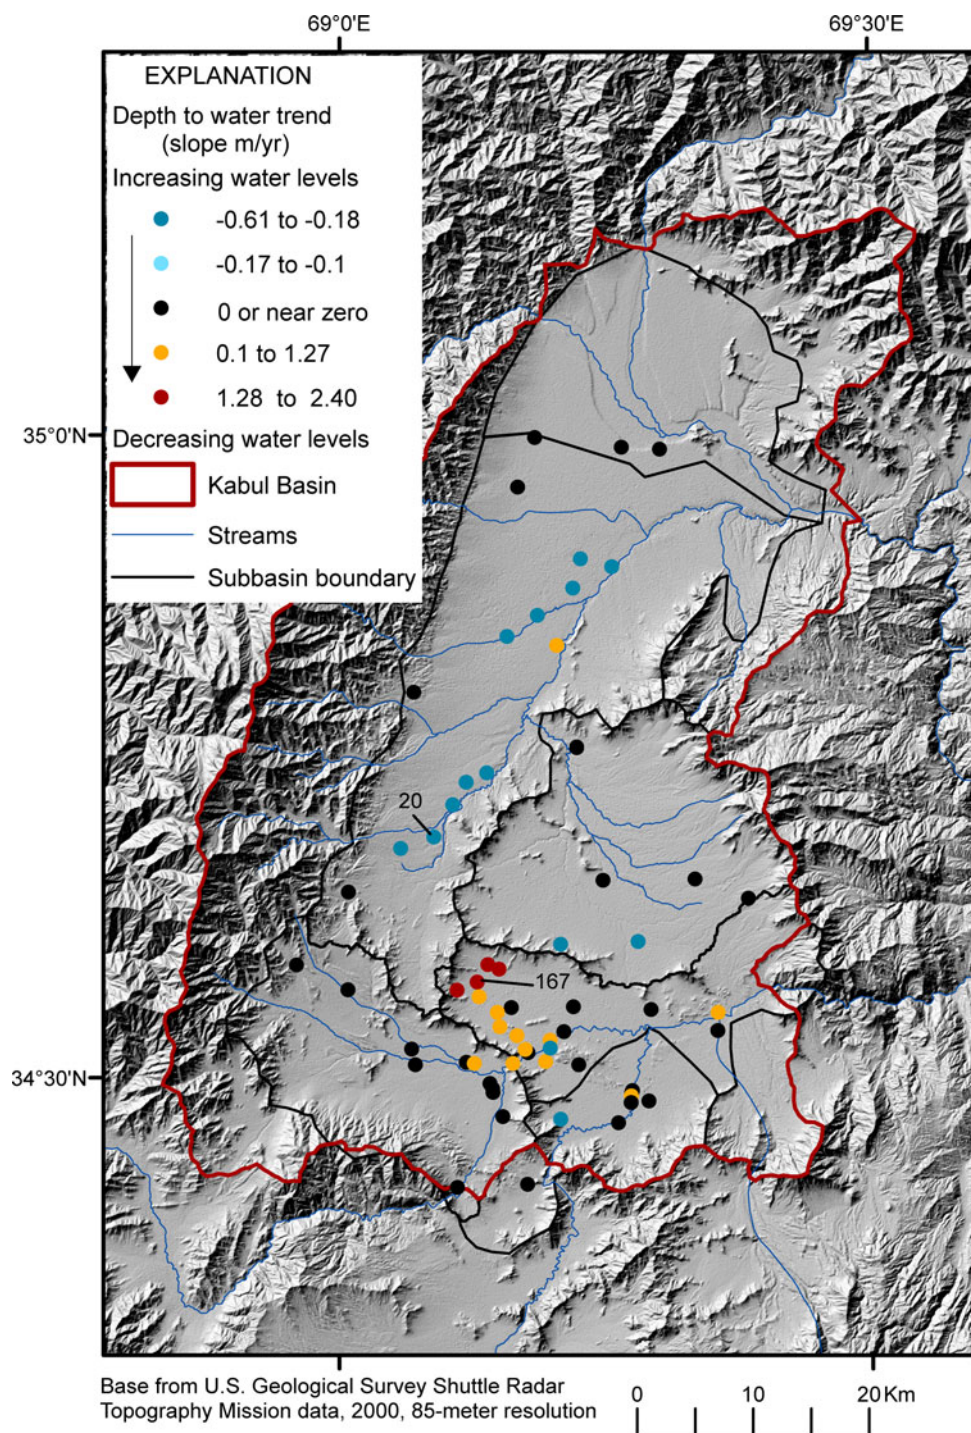 69°0'E
69°30'E
EXPLANATION
Depth to water trend
(slope m/yr)
Increasing water levels
-0.61 to -0.18
-0.17 to -0.1
0 or near zero
0.1 to 1.27
1.28 to 2.40
Decreasing water levels
Kabul Basin
Streams
Subbasin boundary
35°0'N
20
167
34°30'N
Base from U.S. Geological Survey Shuttle Radar
Topography Mission data, 2000, 85-meter resolution
0 10 20 Km